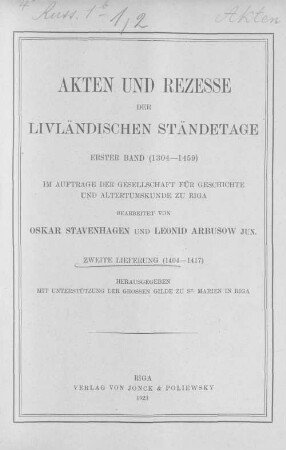 4° Russ. 1 b - 1,2 Akten
AKTEN UND REZESSE
DER
LIVLÄNDISCHEN STÄNDETAGE
ERSTER BAND (1304—1459)
IM AUFTRAGE DER GESELLSCHAFT FÜR GESCHICHTE
UND ALTERTUMSKUNDE ZU RIGA
BEARBEITET VON
OSKAR STAVENHAGEN UND LEONID ARBUSOW JUN.
ZWEITE LIEFERUNG (1404—1417)
HERAUSGEGEBEN
MIT UNTERSTÜTZUNG DER GROSSEN GILDE ZU ST. MARIEN IN RIGA
RIGA
VERLAG VON JONCK & POLIEWSKY
1923